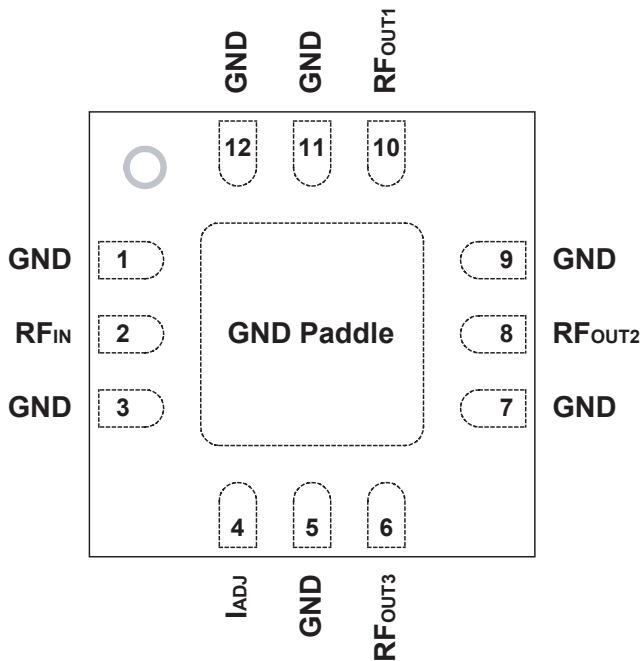 GND
GND
RFOUT1
12
11
10
GND
1
9
GND
RFIN
2
GND Paddle
8
RFOUT2
GND
3
7
GND
4
5
6
IADJ
GND
RFOUT3